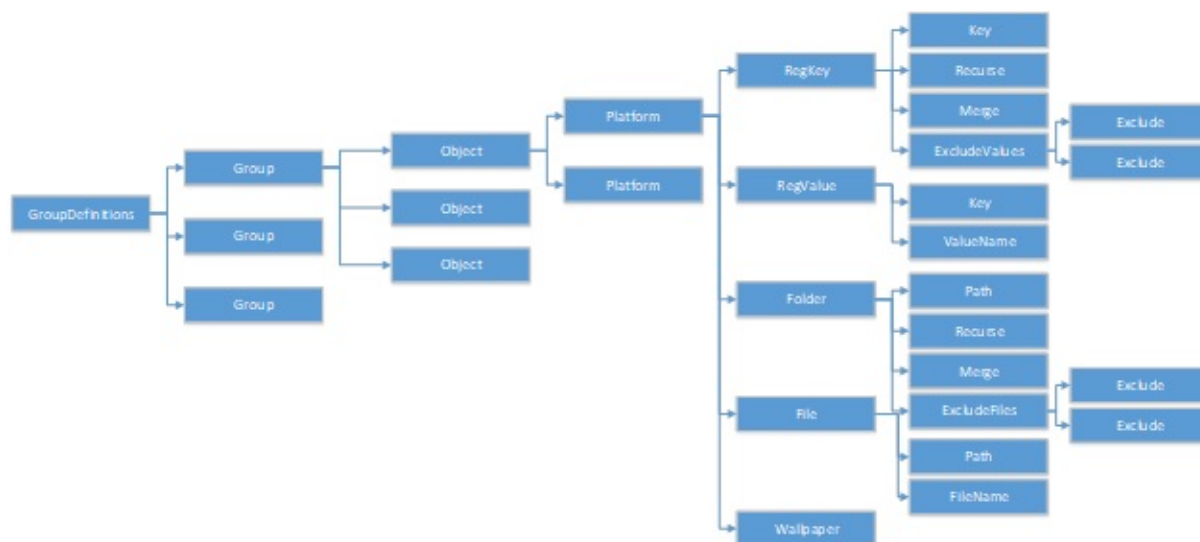 GroupDefinitions
Group
Group
Group
Object
Object
Object
Platform
Platform
RegKey
RegValue
Folder
File
Wallpaper
Key
Recurse
Merge
ExcludeValues
Key
ValueName
Path
Recurse
Merge
ExcludeFiles
Path
FileName
Exclude
Exclude
Exclude
Exclude